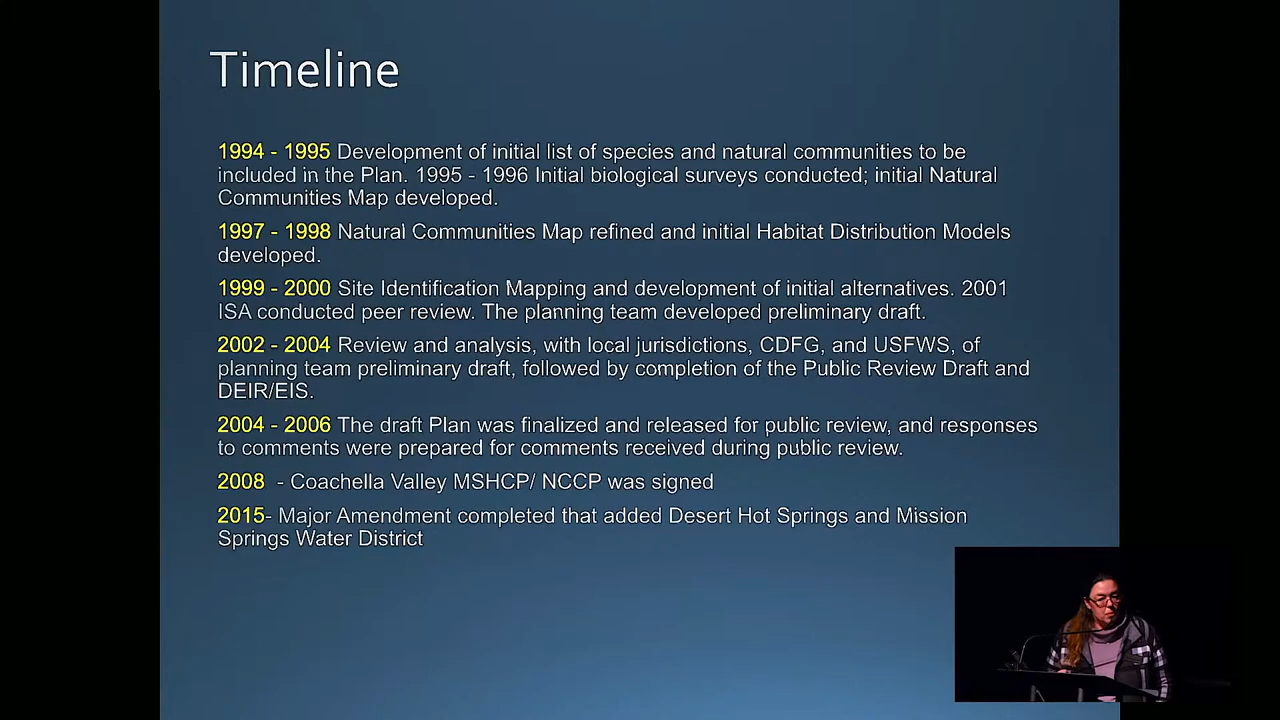 Timeline
1994 - 1995 Development of initial list of species and natural communities to be
included in the Plan. 1995 - 1996 Initial biological surveys conducted; initial Natural
Communities Map developed.
1997 - 1998 Natural Communities Map refined and initial Habitat Distribution Models
developed.
1999 - 2000 Site Identification Mapping and development of initial alternatives. 2001
ISA conducted peer review. The planning team developed preliminary draft.
2002 - 2004 Review and analysis, with local jurisdictions, CDFG, and USFWS, of
planning team preliminary draft, followed by completion of the Public Review Draft and
DEIR/EIS.
2004 - 2006 The draft Plan was finalized and released for public review, and responses
to comments were prepared for comments received during public review.
2008 - Coachella Valley MSHCP/ NCCP was signed
2015- Major Amendment completed that added Desert Hot Springs and Mission
Springs Water District